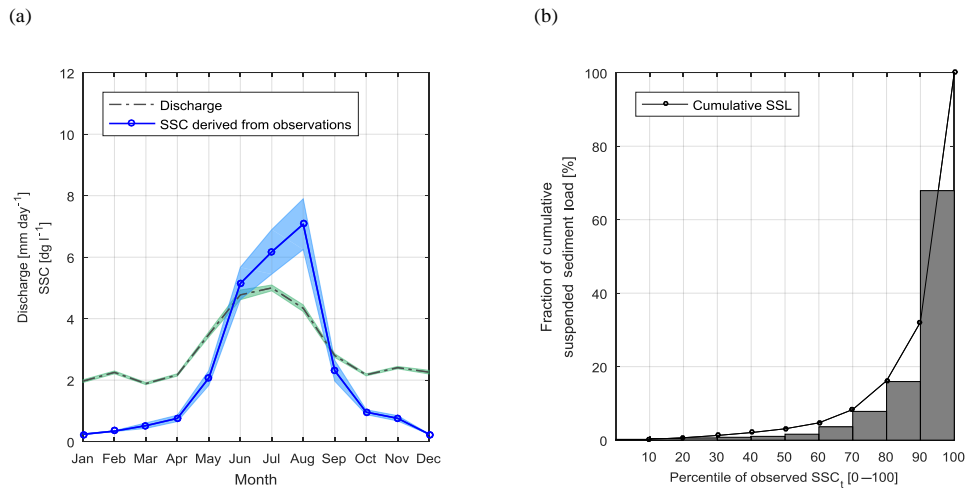 (a)
(b)
12
10
8
6
4
2
0
Discharge [mm day-1]
SSC [dg l-1]
Discharge
SSC derived from observations
Jan Feb Mar Apr May Jun Jul Aug Sep Oct Nov Dec
Month
100
80
60
40
20
0
Fraction of cumulative
suspended sediment load [%]
Cumulative SSL
10 20 30 40 50 60 70 80 90 100
Percentile of observed SSCt [0−100]